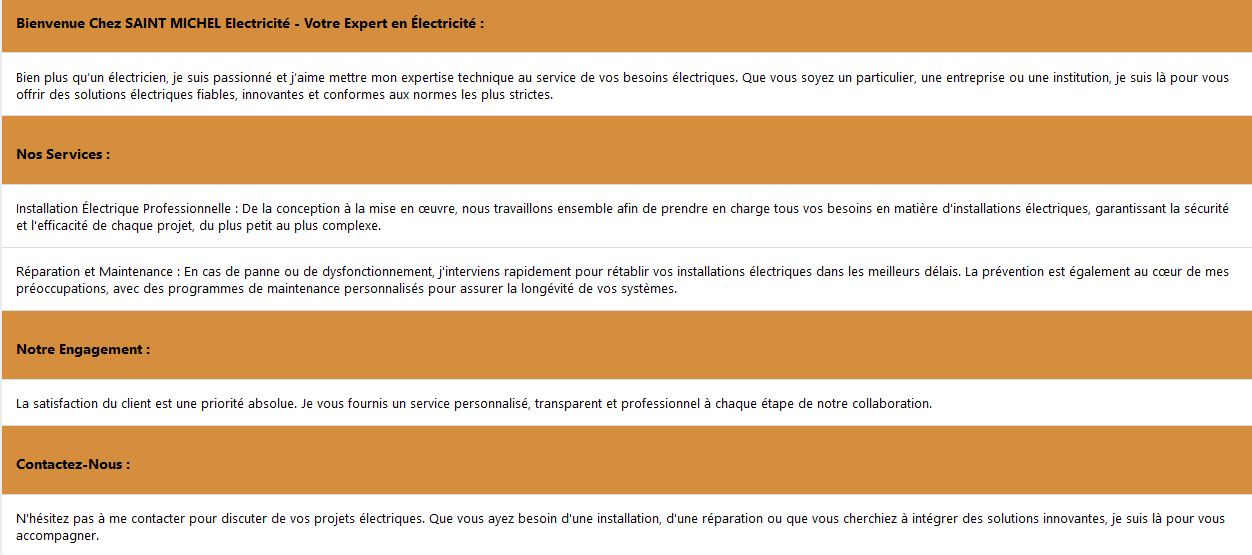 Bienvenue Chez SAINT MICHEL Electricité - Votre Expert en Électricité :
Bien plus qu'un électricien, je suis passionné et j'aime mettre mon expertise technique au service de vos besoins électriques. Que vous soyez un particulier, une entreprise ou une institution, je suis là pour vous
offrir des solutions électriques fiables, innovantes et conformes aux normes les plus strictes.
Nos Services :
Installation Électrique Professionnelle : De la conception à la mise en œuvre, nous travaillons ensemble afin de prendre en charge tous vos besoins en matière d'installations électriques, garantissant la sécurité
et l'efficacité de chaque projet, du plus petit au plus complexe.
Réparation et Maintenance : En cas de panne ou de dysfonctionnement, j'interviens rapidement pour rétablir vos installations électriques dans les meilleurs délais. La prévention est également au cœur de mes
préoccupations, avec des programmes de maintenance personnalisés pour assurer la longévité de vos systèmes.
Notre Engagement :
La satisfaction du client est une priorité absolue. Je vous fournis un service personnalisé, transparent et professionnel à chaque étape de notre collaboration.
Contactez-Nous :
N'hésitez pas à me contacter pour discuter de vos projets électriques. Que vous ayez besoin d'une installation, d'une réparation ou que vous cherchiez à intégrer des solutions innovantes, je suis là pour vous
accompagner.